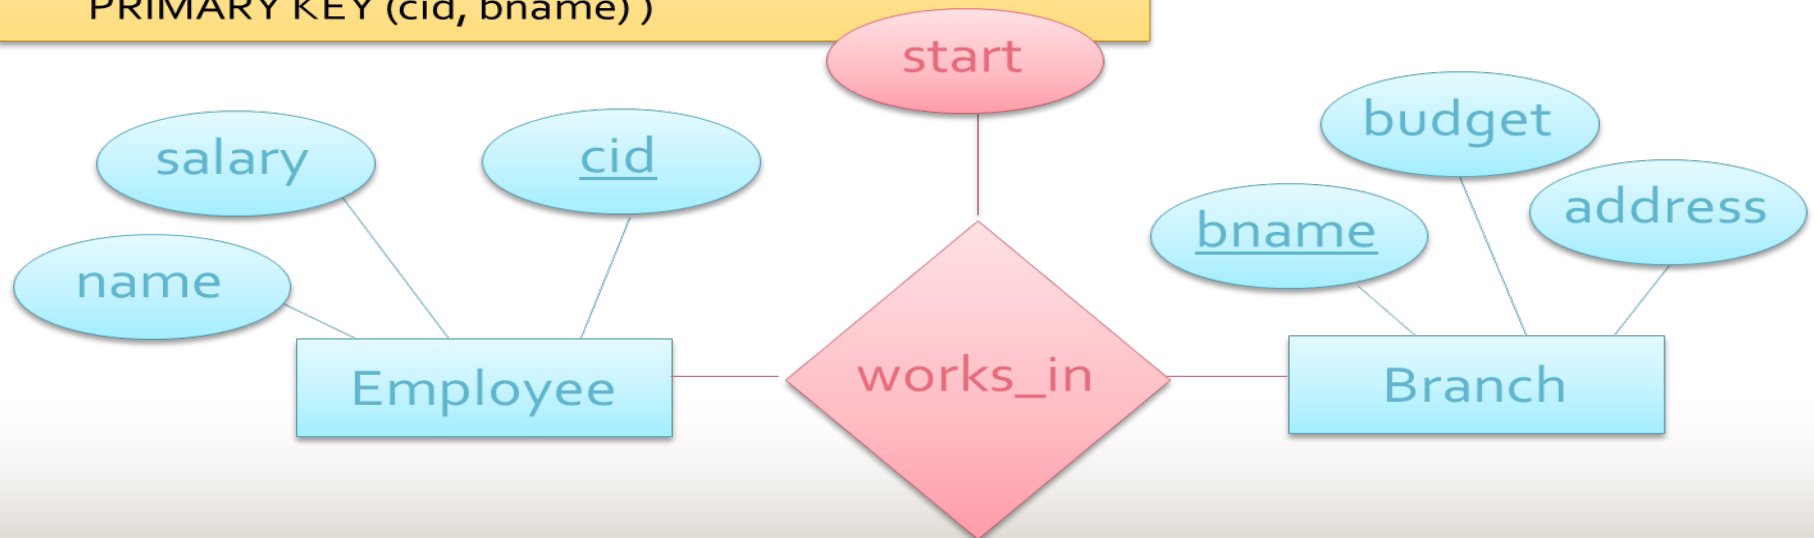 PRIMARY KEY (cid, bname) )
start
budget
salary
cid
address
bname
name
works_in
Employee
Branch